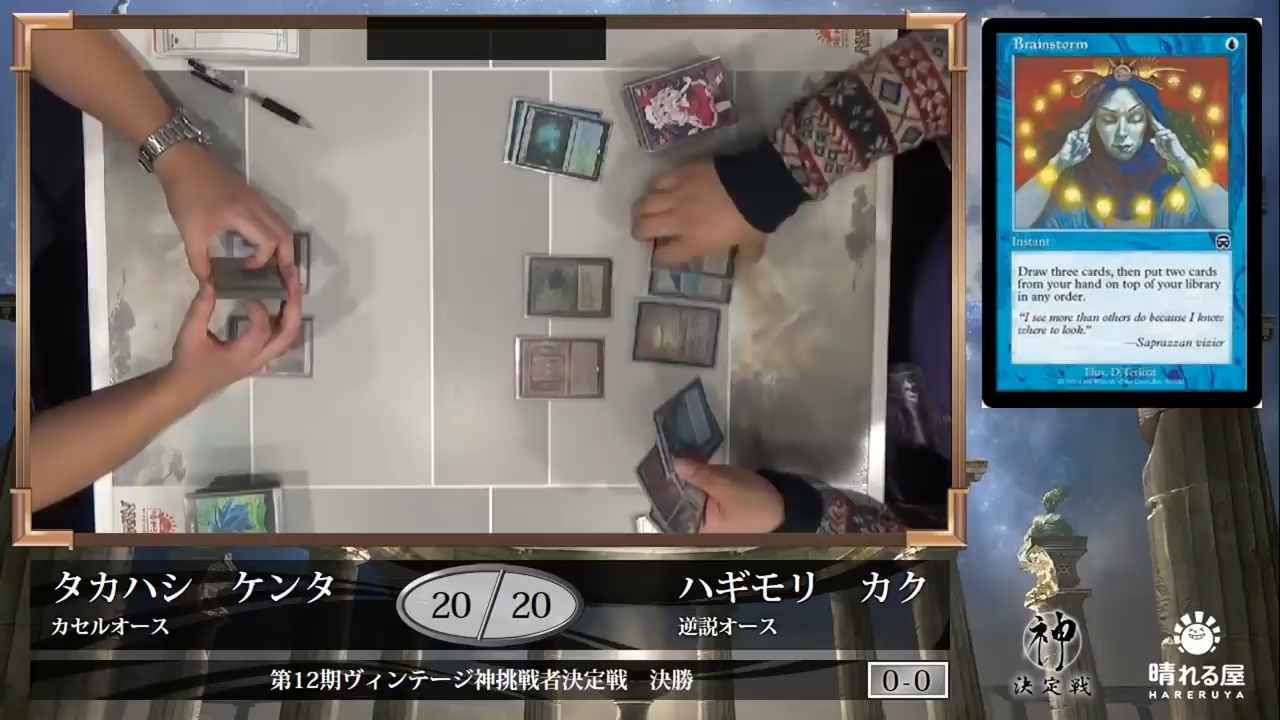 Brainstorm
Instant
Draw three cards, then put two cards
from your hand on top of your library
in any order.
“I see more than others do because I know
where to look.”
—Saprazzan vizier
Illus. D. Terlizzi
タカハシ ケンタ
カセルオース
20 / 20
ハギモリ カク
逆説オース
第12期ヴィンテージ神挑戦者決定戦 決勝
0-0
神
決定戦
晴れる屋
HARERUYA